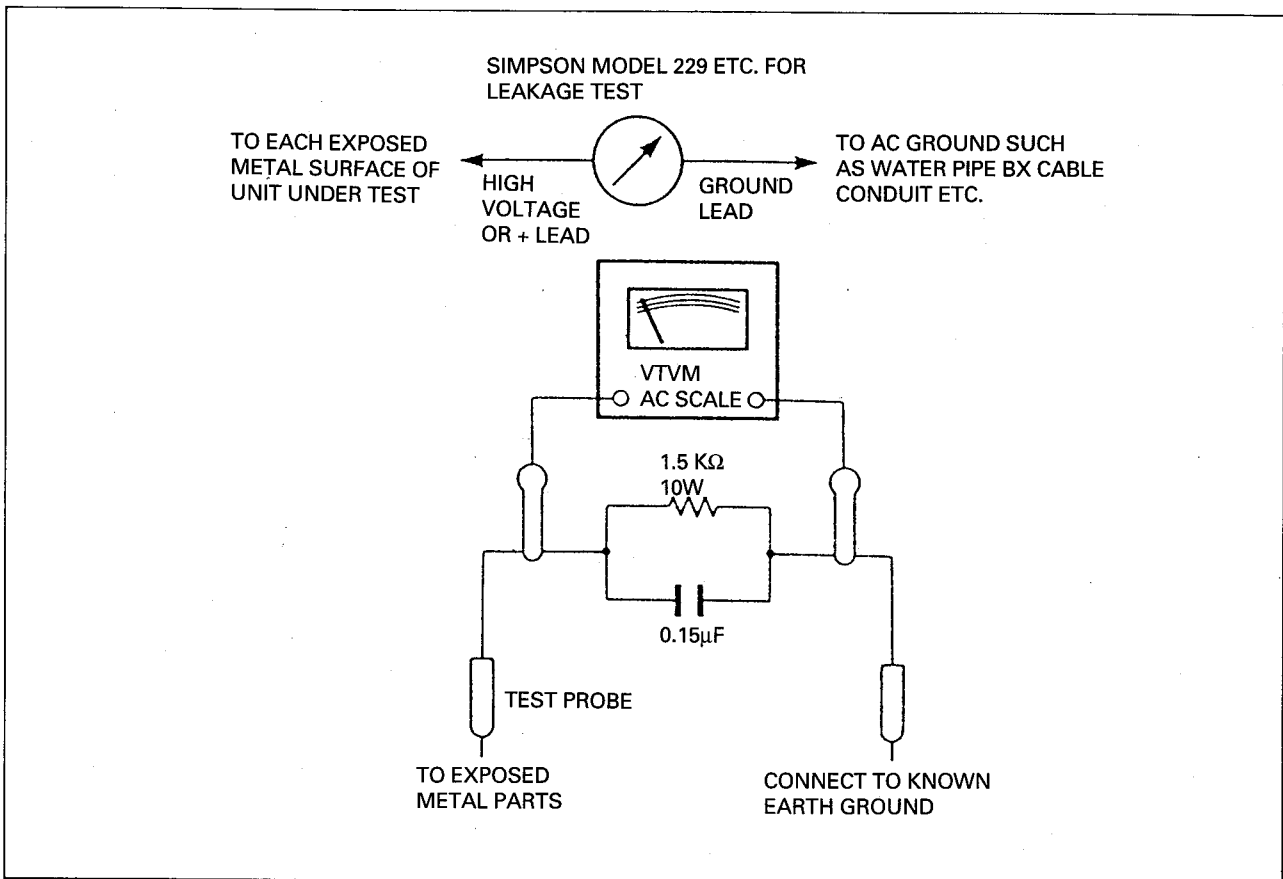 SIMPSON MODEL 229 ETC. FOR
LEAKAGE TEST
TO EACH EXPOSED
METAL SURFACE OF
UNIT UNDER TEST
HIGH
VOLTAGE
OR + LEAD
GROUND
LEAD
TO AC GROUND SUCH
AS WATER PIPE BX CABLE
CONDUIT ETC.
VTVM
AC SCALE
1.5 KΩ
10W
0.15μF
TEST PROBE
TO EXPOSED
METAL PARTS
CONNECT TO KNOWN
EARTH GROUND